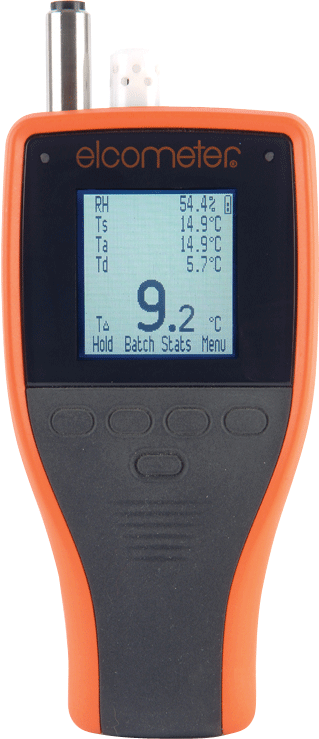 elcometer®
RH 54.4%
Ts 14.9°C
Ta 14.9°C
Td 5.7°C
T∆ 9.2 °C
Hold Batch Stats Menu